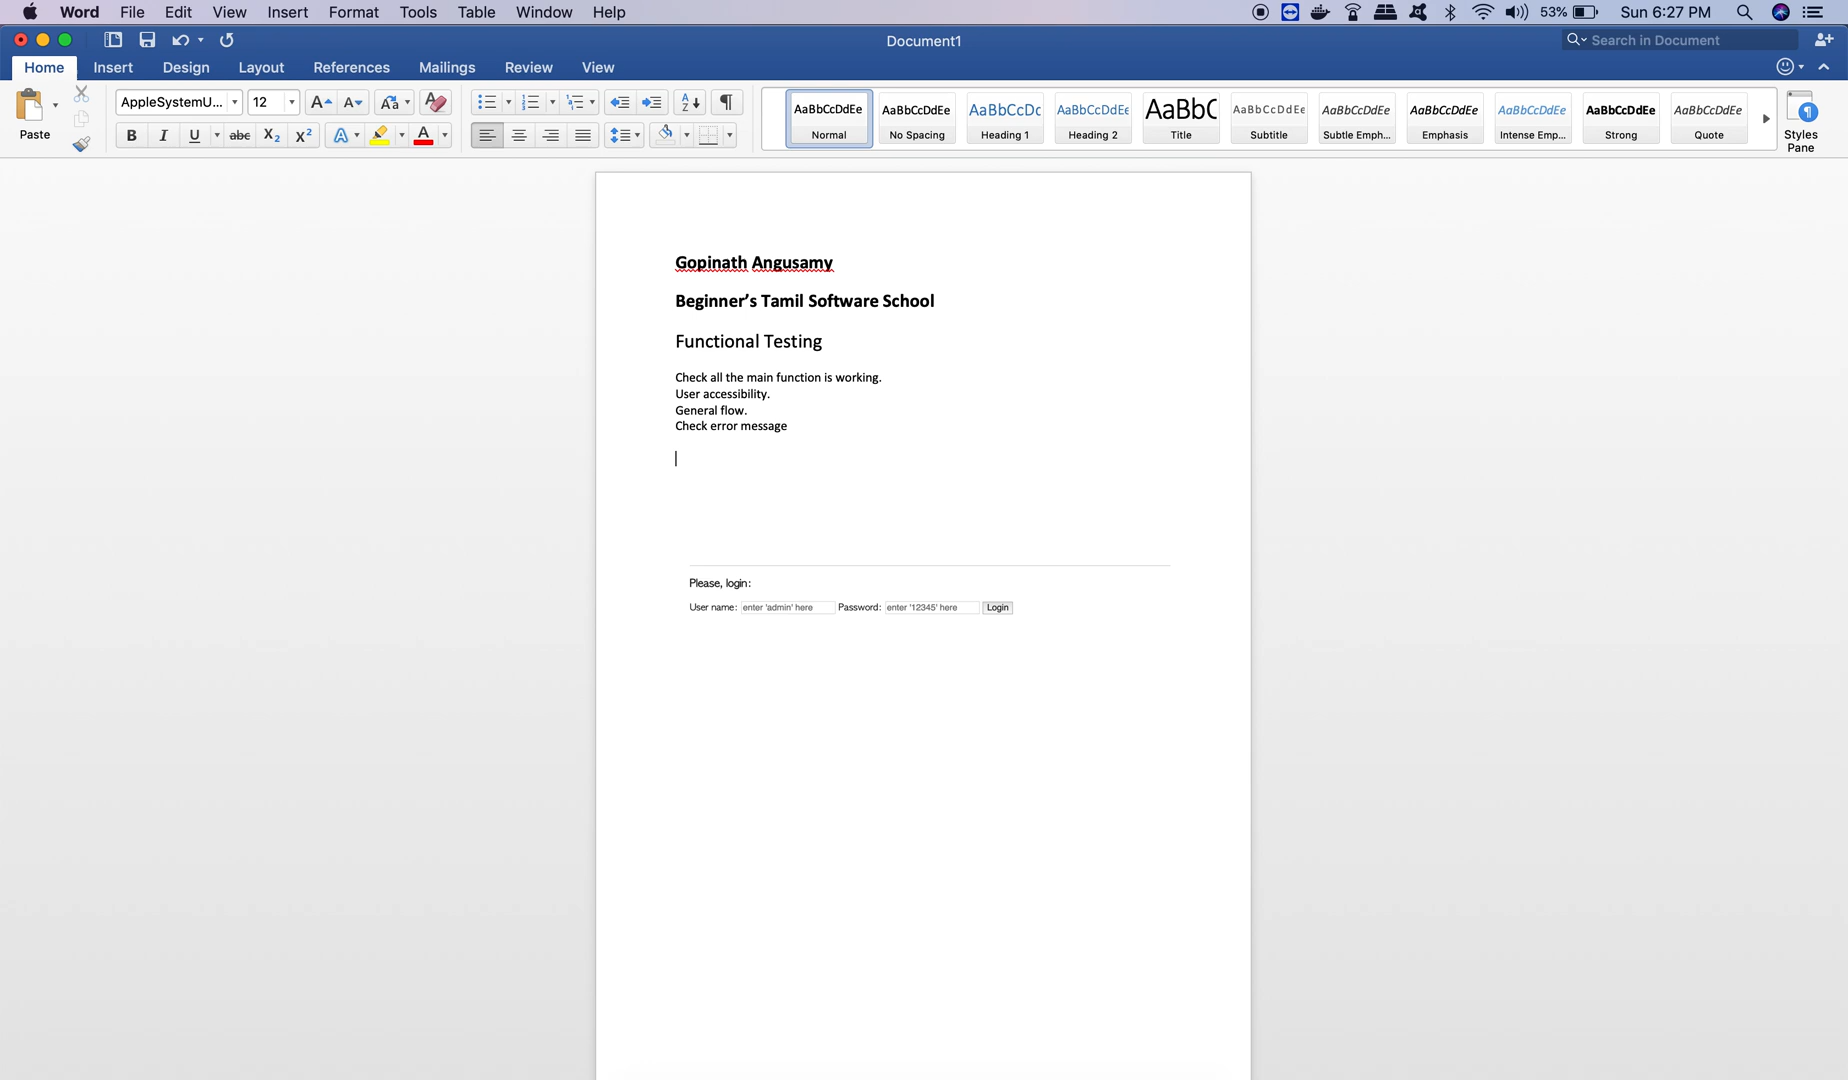 Word File Edit View Insert Format Tools Table Window Help 53% Sun 6:27 PM
Document1 Search in Document
Home Insert Design Layout References Mailings Review View
AppleSystemU... 12 AaBbCcDdEe AaBbCcDdEe AaBbCcDc AaBbCcDdEe AaBbC AaBbCcDdEe AaBbCcDdEe AaBbCcDdEe AaBbCcDdEe AaBbCcDdEe AaBbCcDdEe
Paste B I U abc X2 X2 A A Normal No Spacing Heading 1 Heading 2 Title Subtitle Subtle Emph... Emphasis Intense Emp... Strong Quote Styles Pane
Gopinath Angusamy
Beginner’s Tamil Software School
Functional Testing
Check all the main function is working.
User accessibility.
General flow.
Check error message
Please, login:
User name: enter 'admin' here Password: enter '12345' here Login